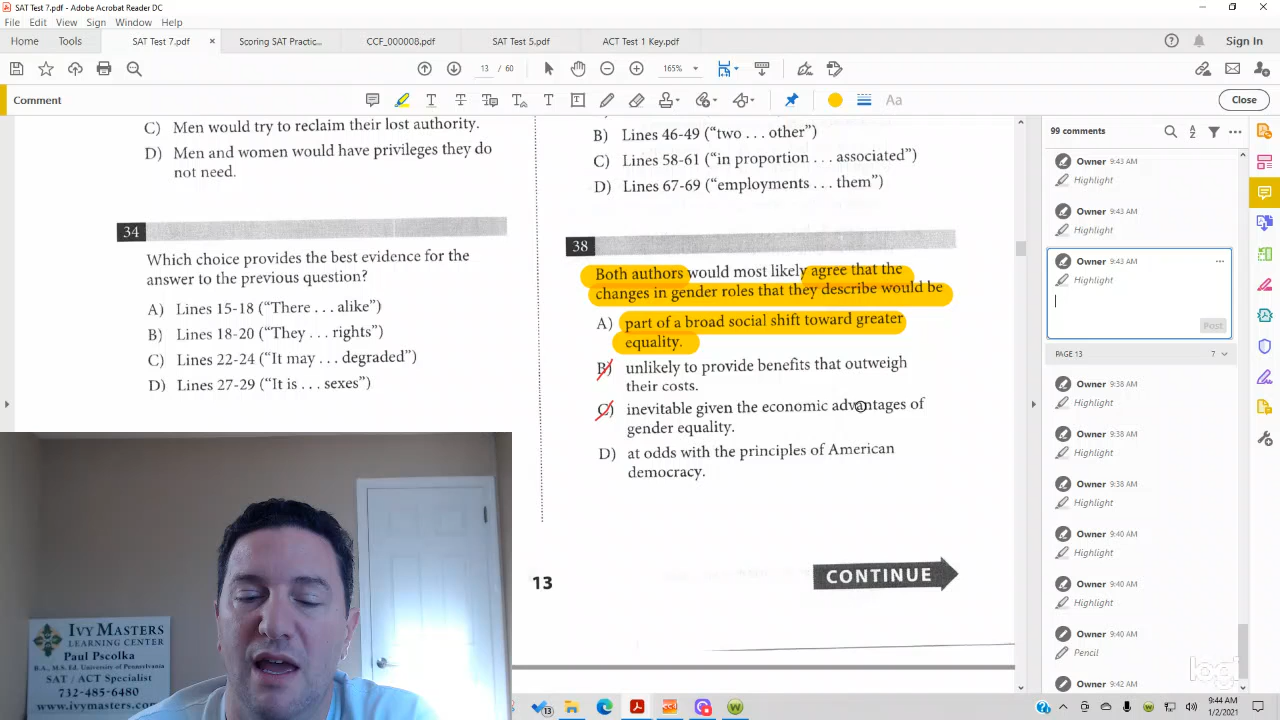 SAT Test 7.pdf - Adobe Acrobat Reader DC
File Edit View Sign Window Help
Home Tools SAT Test 7.pdf × Scoring SAT Practic... CCF_000008.pdf SAT Test 5.pdf ACT Test 1 Key.pdf Sign In
13 / 60 165%
Comment Aa Close
C) Men would try to reclaim their lost authority.
D) Men and women would have privileges they do
not need.
34
Which choice provides the best evidence for the
answer to the previous question?
A) Lines 15-18 (“There . . . alike”)
B) Lines 18-20 (“They . . . rights”)
C) Lines 22-24 (“It may . . . degraded”)
D) Lines 27-29 (“It is . . . sexes”)
B) Lines 46-49 (“two . . . other”)
C) Lines 58-61 (“in proportion . . . associated”)
D) Lines 67-69 (“employments . . . them”)
38
Both authors would most likely agree that the
changes in gender roles that they describe would be
A) part of a broad social shift toward greater
equality.
B) unlikely to provide benefits that outweigh
their costs.
C) inevitable given the economic advantages of
gender equality.
D) at odds with the principles of American
democracy.
13
CONTINUE
99 comments
Owner 9:43 AM
Highlight
Owner 9:43 AM
Highlight
Owner 9:43 AM
Highlight
Post
PAGE 13 7
Owner 9:38 AM
Highlight
Owner 9:38 AM
Highlight
Owner 9:38 AM
Highlight
Owner 9:40 AM
Highlight
Owner 9:40 AM
Highlight
Owner 9:40 AM
Pencil
Owner 9:42 AM
IVY MASTERS
LEARNING CENTER
Paul Pscolka
B.A., M.S. Ed. University of Pennsylvania
SAT / ACT Specialist
732-485-6480
www.ivymasters.com
logi
13
9:44 AM
1/2/2021